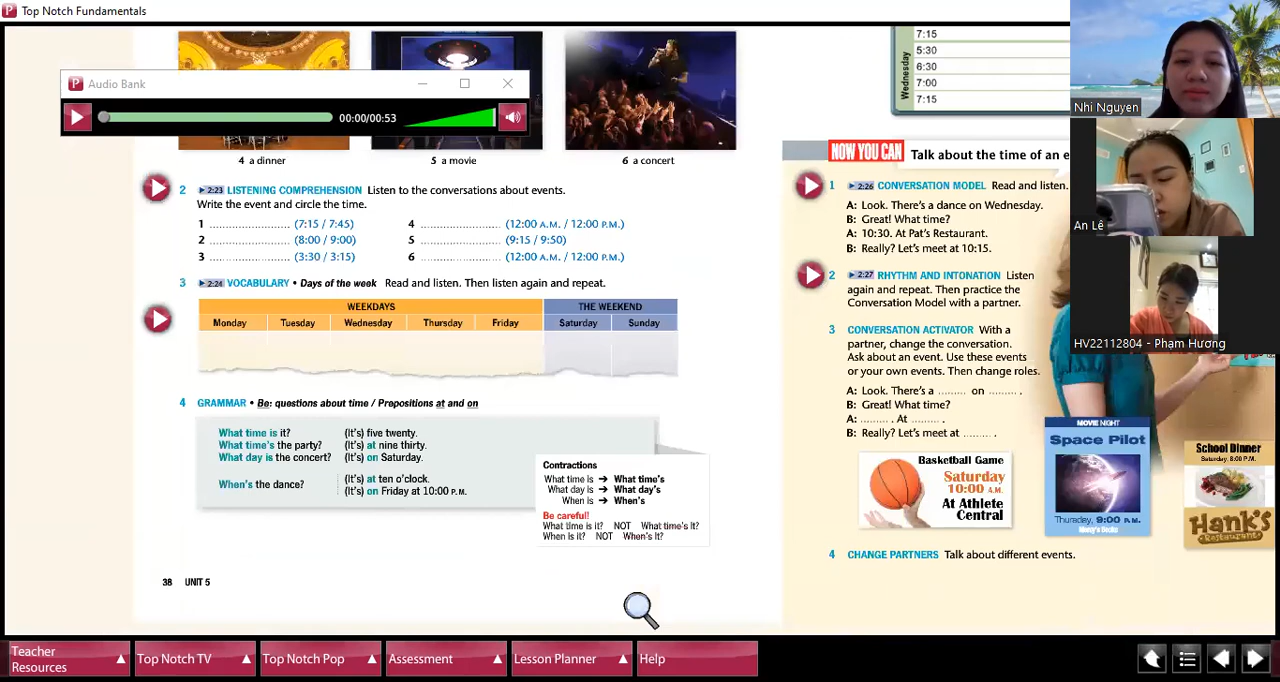 Top Notch Fundamentals
Audio Bank
00:00/00:53
4 a dinner
5 a movie
6 a concert
2 2:23 LISTENING COMPREHENSION Listen to the conversations about events.
Write the event and circle the time.
1 ........................ (7:15 / 7:45)
2 ........................ (8:00 / 9:00)
3 ........................ (3:30 / 3:15)
4 ........................ (12:00 A.M. / 12:00 P.M.)
5 ........................ (9:15 / 9:50)
6 ........................ (12:00 A.M. / 12:00 P.M.)
3 2:24 VOCABULARY • Days of the week Read and listen. Then listen again and repeat.
WEEKDAYS THE WEEKEND
Monday Tuesday Wednesday Thursday Friday Saturday Sunday
4 GRAMMAR • Be: questions about time / Prepositions at and on
What time is it? (It's) five twenty.
What time's the party? (It's) at nine thirty.
What day is the concert? (It's) on Saturday.
When's the dance? (It's) at ten o'clock.
(It's) on Friday at 10:00 P.M.
Contractions
What time is → What time's
What day is → What day's
When is → When's
Be careful!
What time is it? NOT What time's it?
When is it? NOT When's it?
38 UNIT 5
Wednesday
7:15
5:30
6:30
7:00
7:15
NOW YOU CAN Talk about the time of an e
1 2:26 CONVERSATION MODEL Read and listen.
A: Look. There's a dance on Wednesday.
B: Great! What time?
A: 10:30. At Pat's Restaurant.
B: Really? Let's meet at 10:15.
2 2:27 RHYTHM AND INTONATION Listen
again and repeat. Then practice the
Conversation Model with a partner.
3 CONVERSATION ACTIVATOR With a
partner, change the conversation.
Ask about an event. Use these events
or your own events. Then change roles.
A: Look. There's a ......... on ......... .
B: Great! What time?
A: ......... . At ......... .
B: Really? Let's meet at ......... .
Basketball Game
Saturday
10:00 A.M.
At Athlete
Central
MOVIE NIGHT
Space Pilot
Thursday, 9:00 P.M.
School Dinner
Saturday, 8:00 P.M.
Hank's
Restaurant
4 CHANGE PARTNERS Talk about different events.
Nhi Nguyen
An Lê
HV22112804 - Phạm Hương
Teacher
Resources
Top Notch TV
Top Notch Pop
Assessment
Lesson Planner
Help